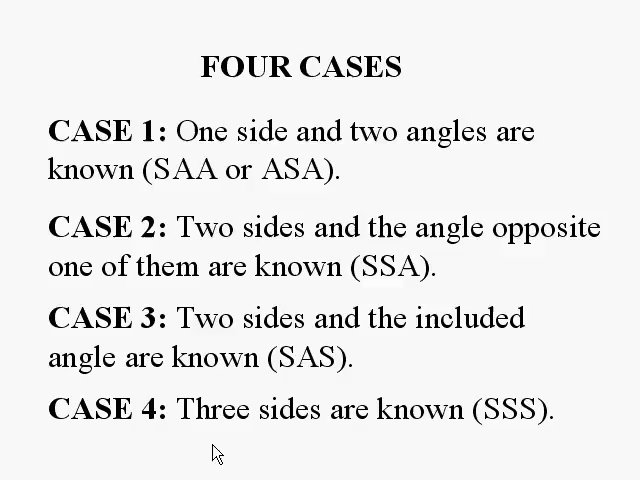 FOUR CASES
CASE 1: One side and two angles are
known (SAA or ASA).
CASE 2: Two sides and the angle opposite
one of them are known (SSA).
CASE 3: Two sides and the included
angle are known (SAS).
CASE 4: Three sides are known (SSS).